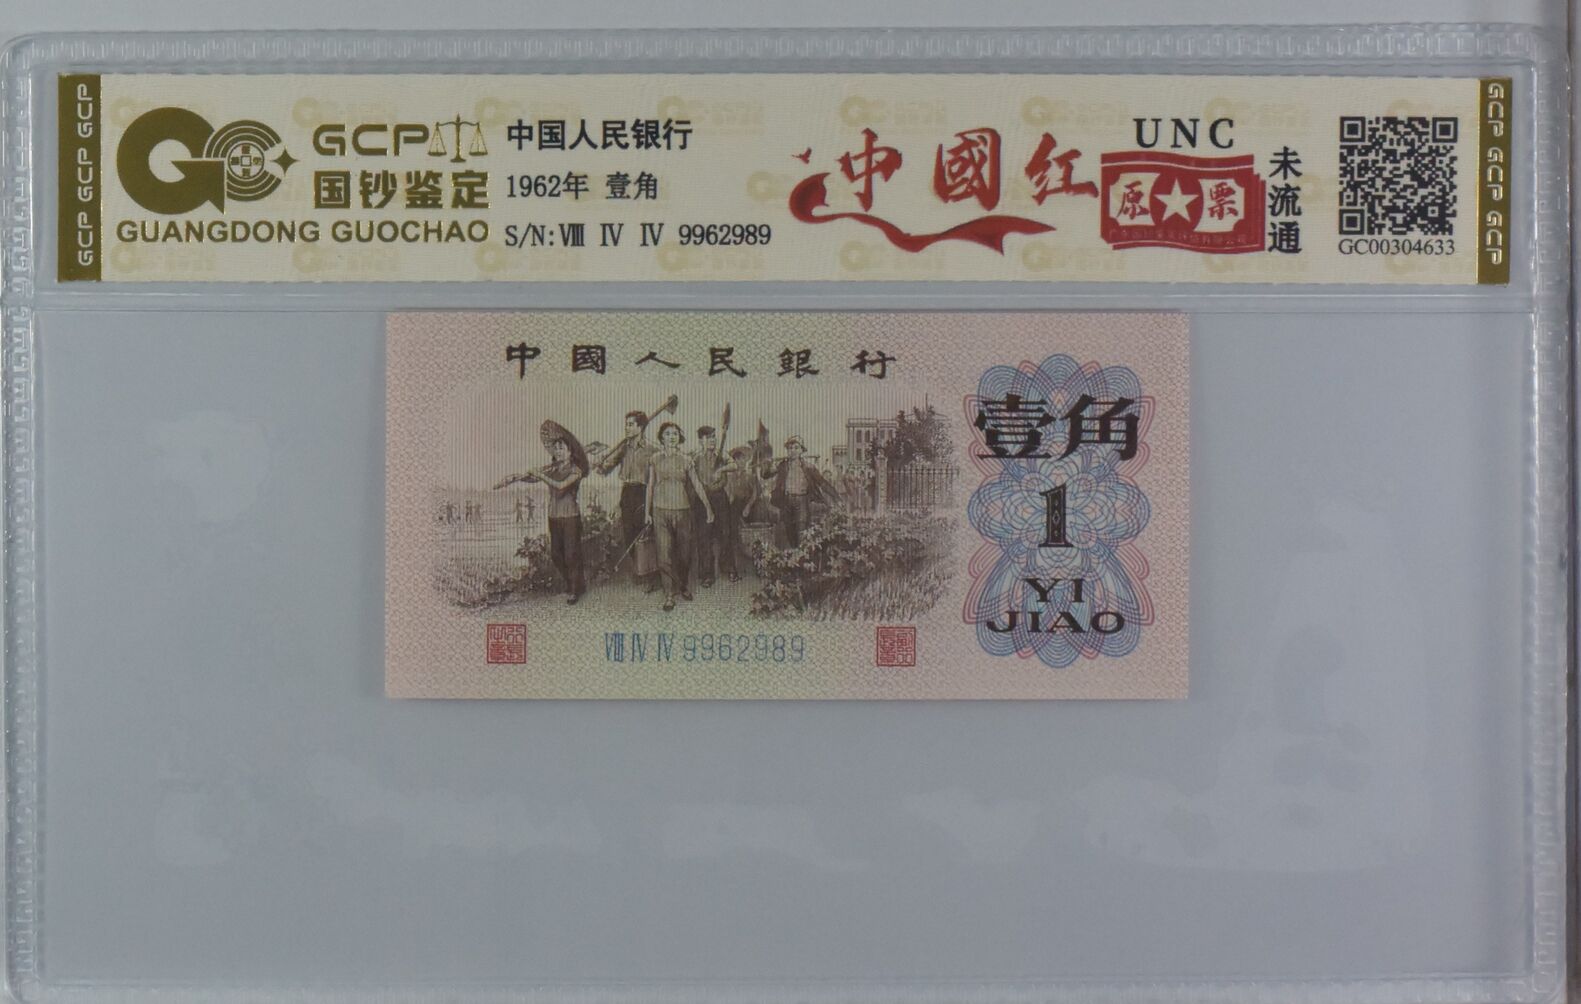 GCP GCP GCP
GCP
国钞鉴定
GUANGDONG GUOCHAO
中国人民银行
1962年 壹角
S/N:Ⅷ Ⅳ Ⅳ 9962989
中國红
UNC
原票
未流通
GC00304633
GCP GCP GCP
中國人民銀行
壹角
1
YI
JIAO
Ⅷ Ⅳ Ⅳ 9962989